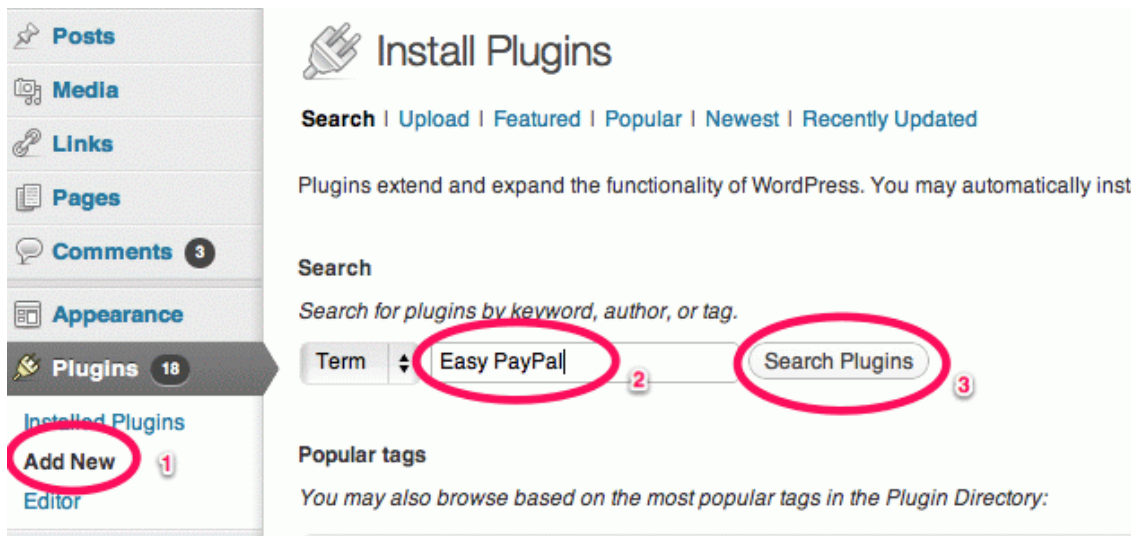 Posts
Media
Links
Pages
Comments 3
Appearance
Plugins 18
Installed Plugins
Add New 1
Editor
Install Plugins
Search | Upload | Featured | Popular | Newest | Recently Updated
Plugins extend and expand the functionality of WordPress. You may automatically inst
Search
Search for plugins by keyword, author, or tag.
Term Easy PayPal 2 Search Plugins 3
Popular tags
You may also browse based on the most popular tags in the Plugin Directory: